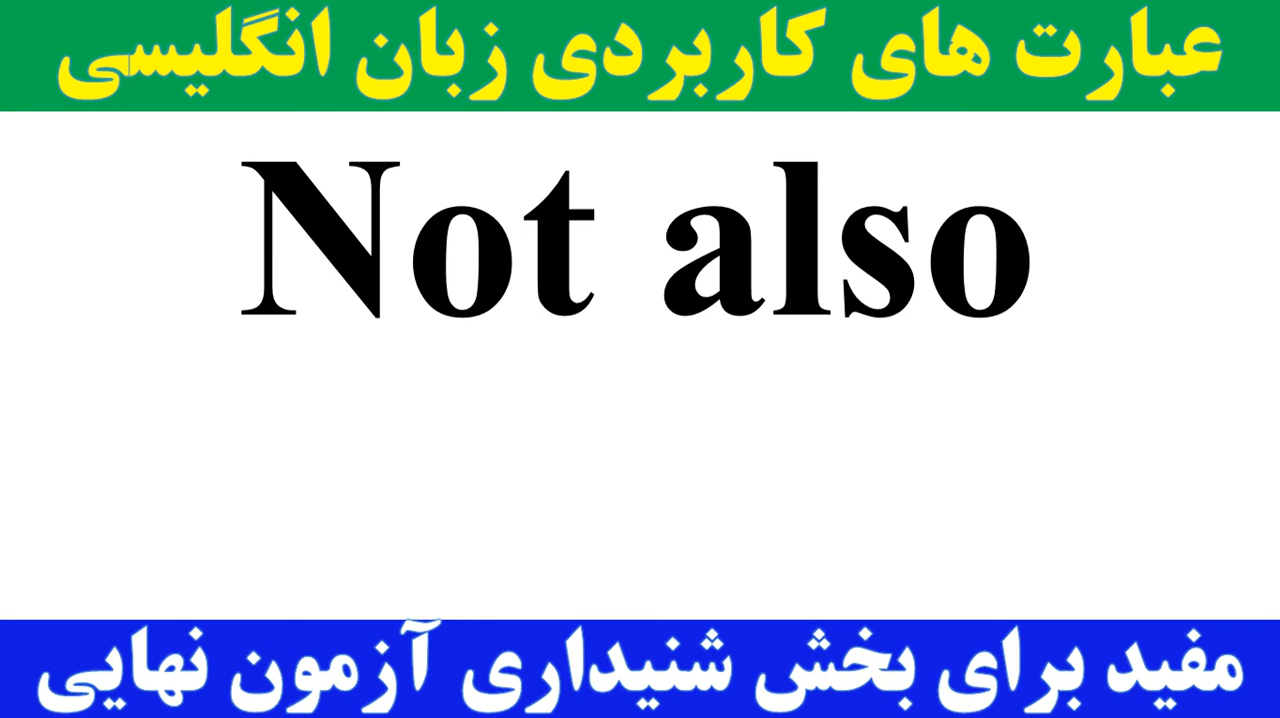 عبارت های کاربردی زبان انگلیسی
Not also
مفید برای بخش شنیداری آزمون نهایی